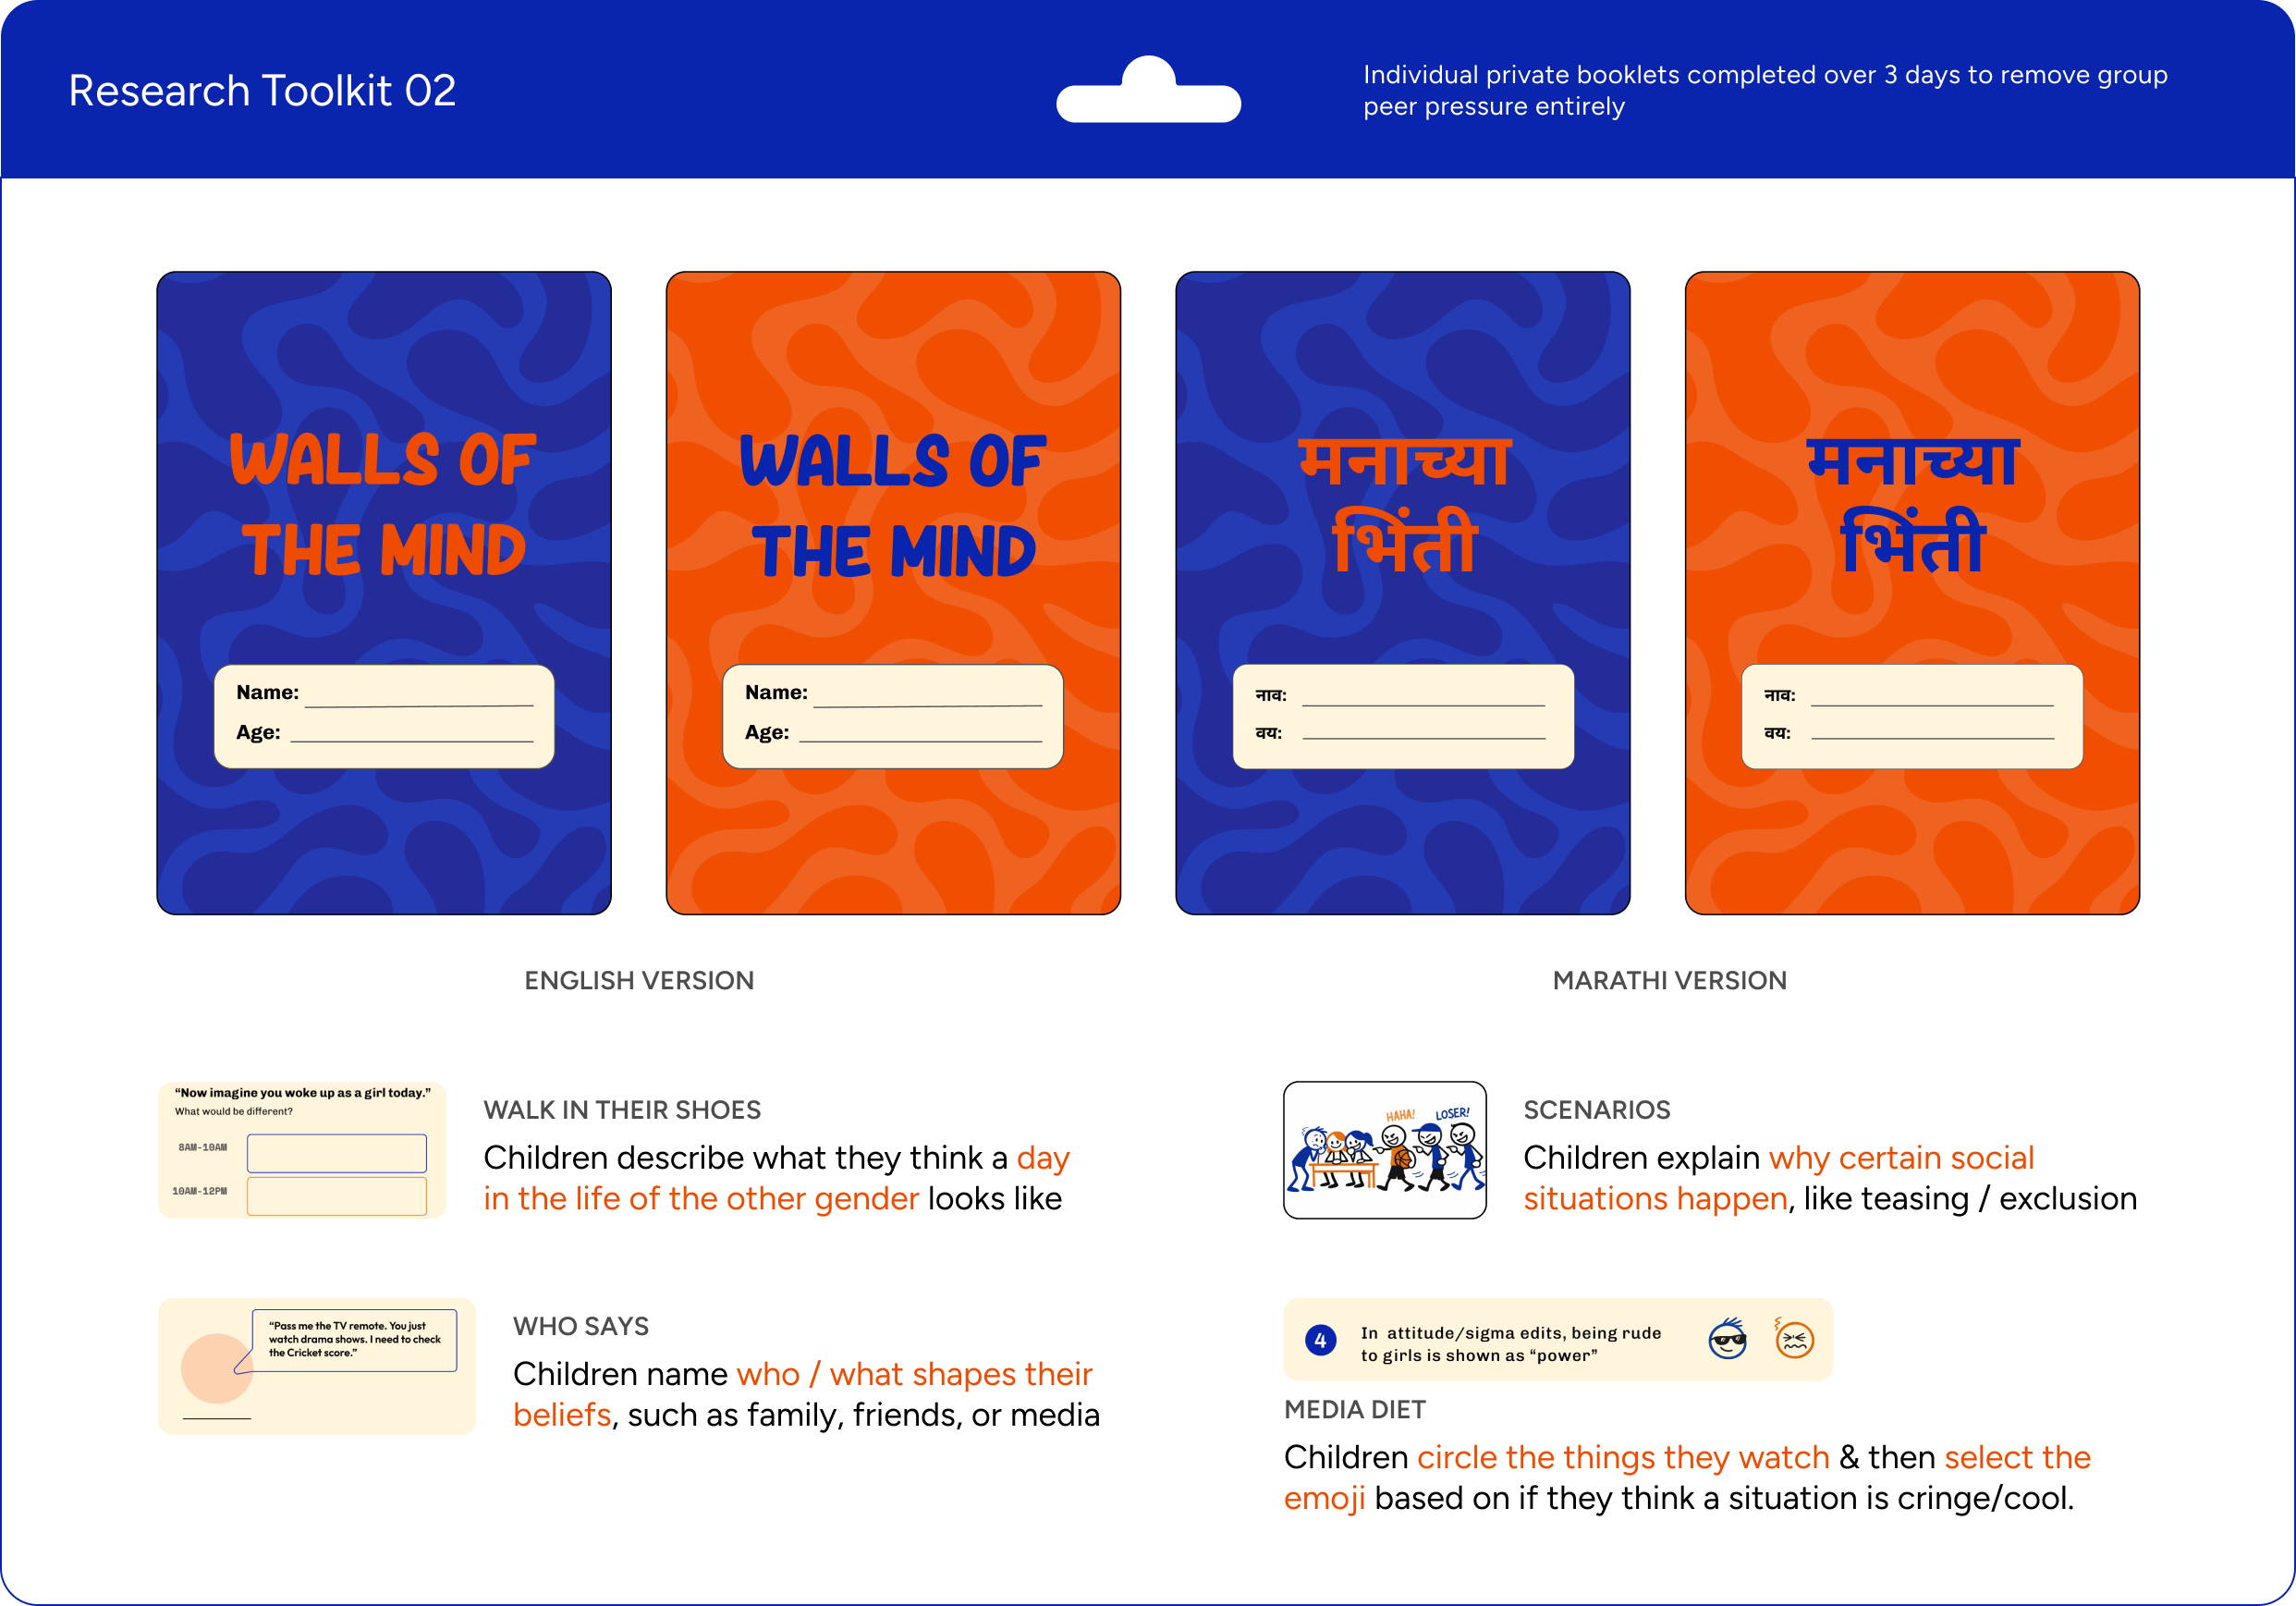 Research Toolkit 02
Individual private booklets completed over 3 days to remove group
peer pressure entirely
WALLS OF
THE MIND
Name:
Age:
WALLS OF
THE MIND
Name:
Age:
मनाच्या
भिंती
नाव:
वय:
मनाच्या
भिंती
नाव:
वय:
ENGLISH VERSION
MARATHI VERSION
“Now imagine you woke up as a girl today.”
What would be different?
8AM-10AM
10AM-12PM
WALK IN THEIR SHOES
Children describe what they think a day
in the life of the other gender looks like
HAHA!
LOSER!
SCENARIOS
Children explain why certain social
situations happen, like teasing / exclusion
“Pass me the TV remote. You just
watch drama shows. I need to check
the Cricket score.”
WHO SAYS
Children name who / what shapes their
beliefs, such as family, friends, or media
4
In attitude/sigma edits, being rude
to girls is shown as “power”
MEDIA DIET
Children circle the things they watch & then select the
emoji based on if they think a situation is cringe/cool.